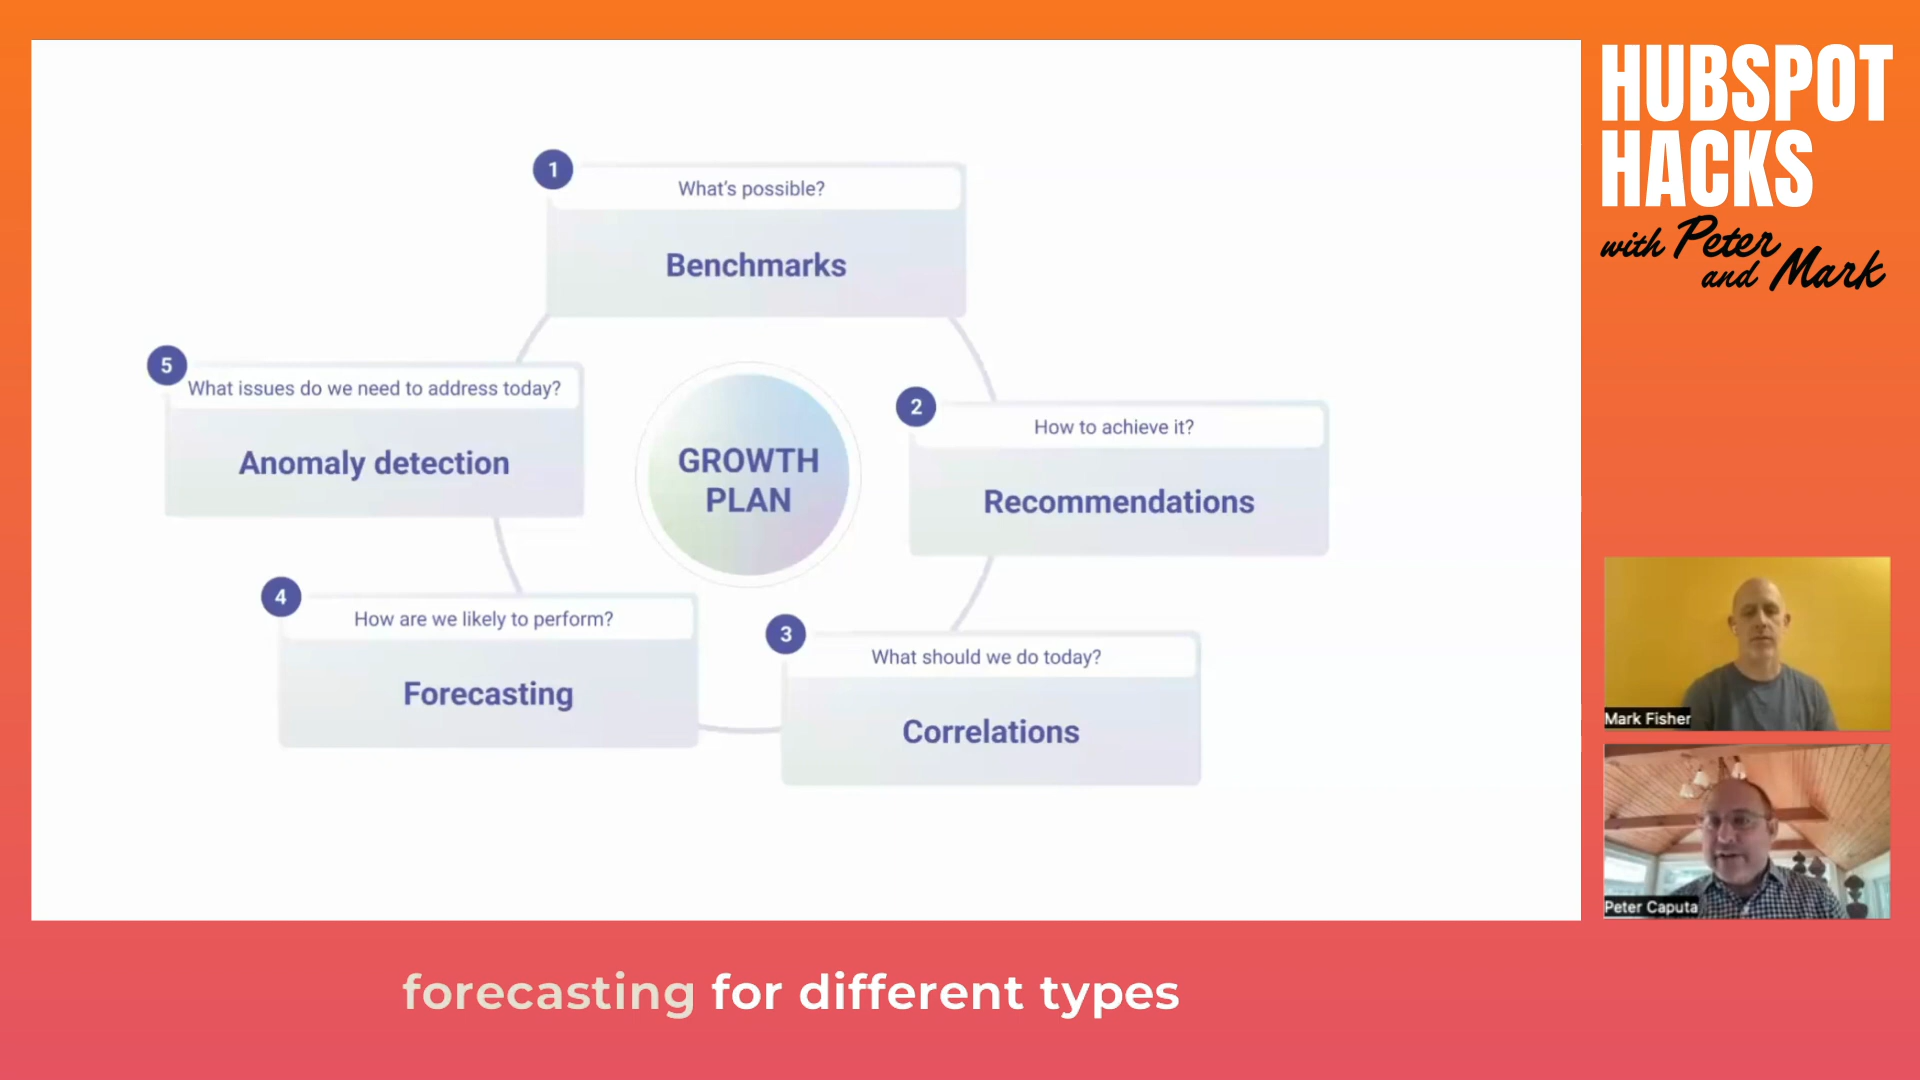 HUBSPOT
HACKS
with Peter
and Mark
1
What's possible?
Benchmarks
5
What issues do we need to address today?
Anomaly detection
GROWTH
PLAN
2
How to achieve it?
Recommendations
4
How are we likely to perform?
Forecasting
3
What should we do today?
Correlations
Mark Fisher
Peter Caputa
forecasting for different types